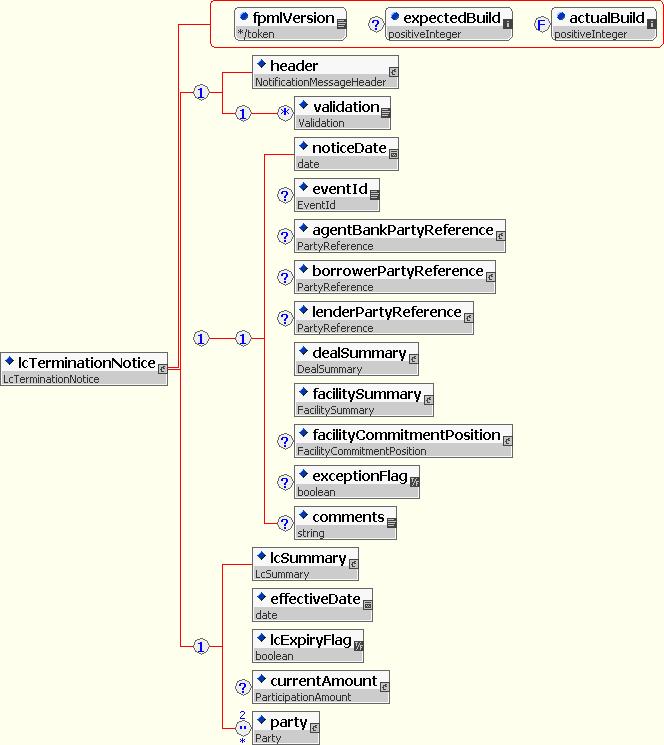 fpmlVersion
*/token
? expectedBuild
positiveInteger
F actualBuild
positiveInteger
header
NotificationMessageHeader
1
1 * validation
Validation
noticeDate
date
? eventId
EventId
? agentBankPartyReference
PartyReference
? borrowerPartyReference
PartyReference
? lenderPartyReference
PartyReference
1 1
dealSummary
DealSummary
lcTerminationNotice
LcTerminationNotice
facilitySummary
FacilitySummary
? facilityCommitmentPosition
FacilityCommitmentPosition
? exceptionFlag
boolean
? comments
string
lcSummary
LcSummary
effectiveDate
date
1
lcExpiryFlag
boolean
? currentAmount
ParticipationAmount
2
" party
* Party